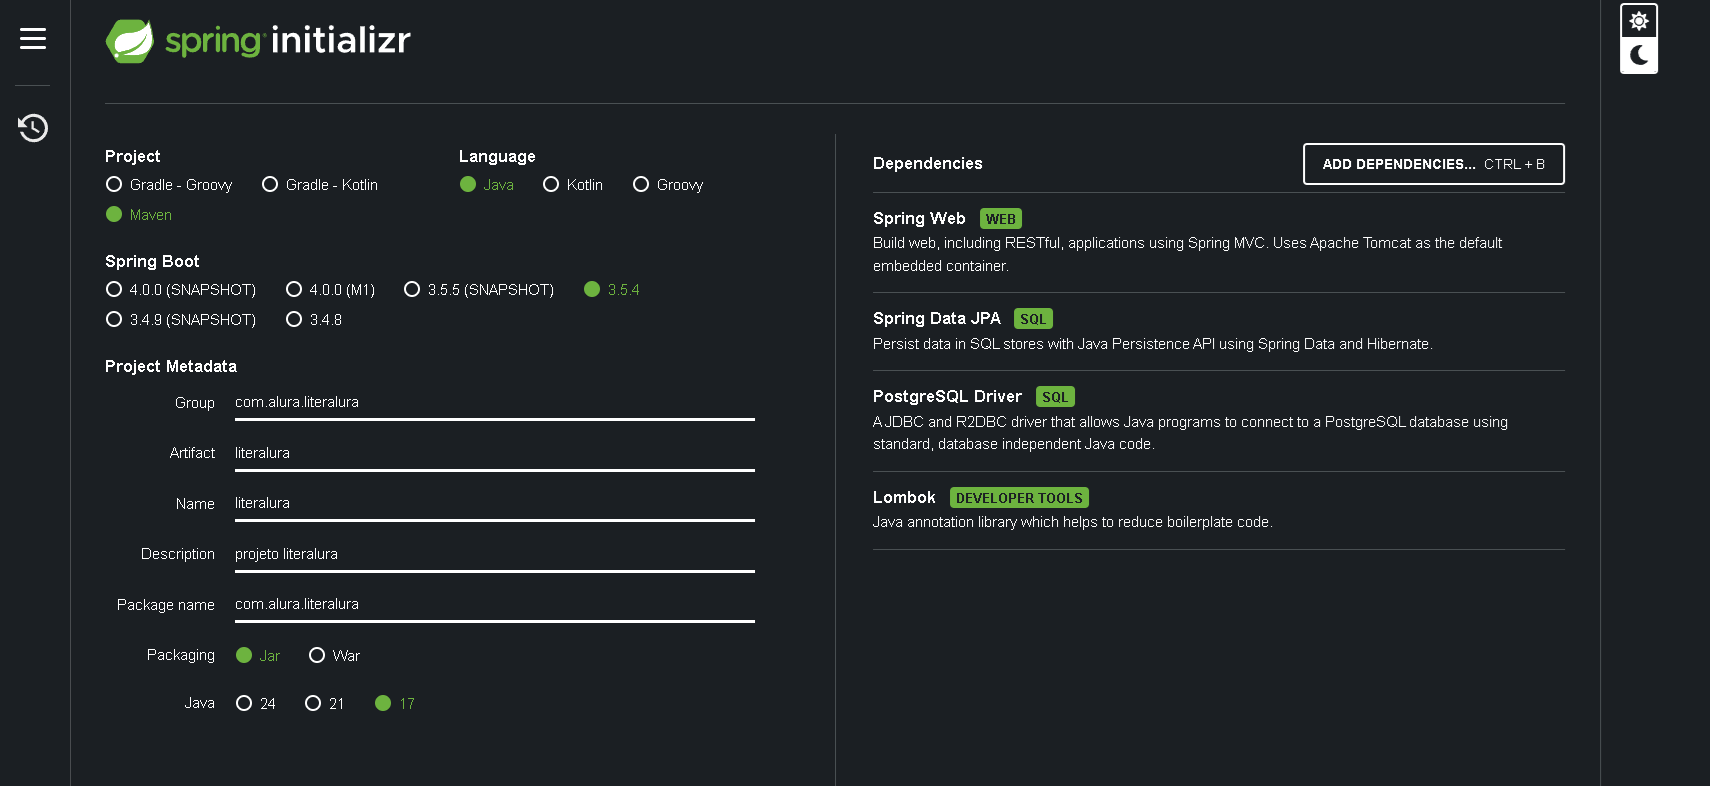 spring initializr
Project
Gradle - Groovy Gradle - Kotlin
Maven
Language
Java Kotlin Groovy
Spring Boot
4.0.0 (SNAPSHOT) 4.0.0 (M1) 3.5.5 (SNAPSHOT) 3.5.4
3.4.9 (SNAPSHOT) 3.4.8
Project Metadata
Group com.alura.literalura
Artifact literalura
Name literalura
Description projeto literalura
Package name com.alura.literalura
Packaging Jar War
Java 24 21 17
Dependencies ADD DEPENDENCIES... CTRL + B
Spring Web WEB
Build web, including RESTful, applications using Spring MVC. Uses Apache Tomcat as the default
embedded container.
Spring Data JPA SQL
Persist data in SQL stores with Java Persistence API using Spring Data and Hibernate.
PostgreSQL Driver SQL
A JDBC and R2DBC driver that allows Java programs to connect to a PostgreSQL database using
standard, database independent Java code.
Lombok DEVELOPER TOOLS
Java annotation library which helps to reduce boilerplate code.